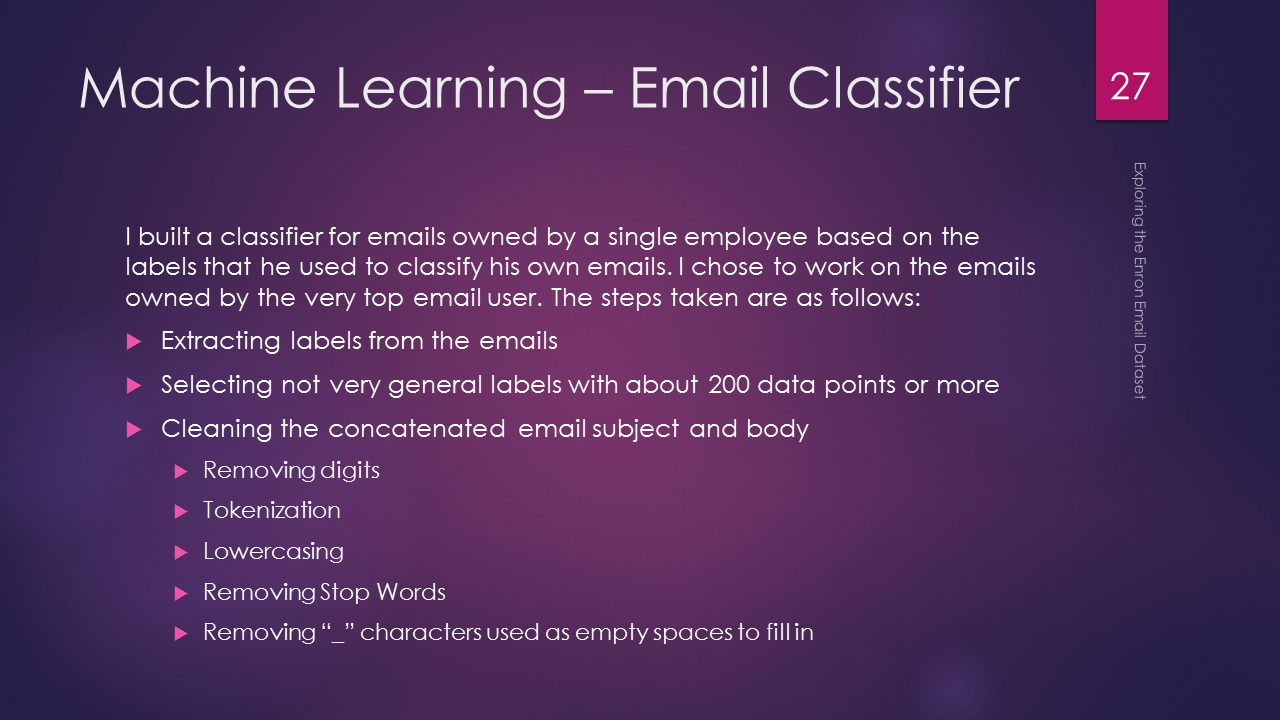 Machine Learning – Email Classifier
27
Exploring the Enron Email Dataset
I built a classifier for emails owned by a single employee based on the
labels that he used to classify his own emails. I chose to work on the emails
owned by the very top email user. The steps taken are as follows:
Extracting labels from the emails
Selecting not very general labels with about 200 data points or more
Cleaning the concatenated email subject and body
Removing digits
Tokenization
Lowercasing
Removing Stop Words
Removing “_” characters used as empty spaces to fill in